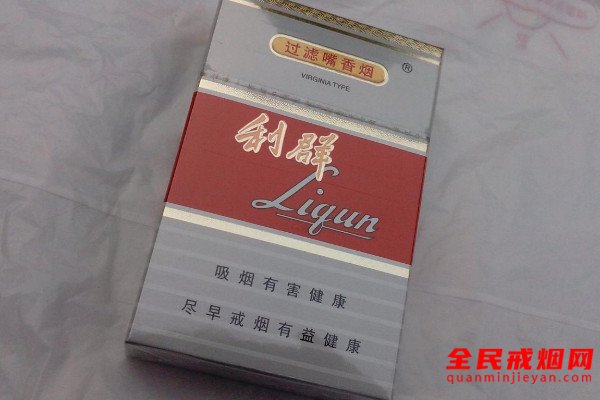 过滤嘴香烟
®
VIRGINIA TYPE
利群
Liqun
吸烟有害健康
尽早戒烟有益健康
全民戒烟网
quanminjieyan.com